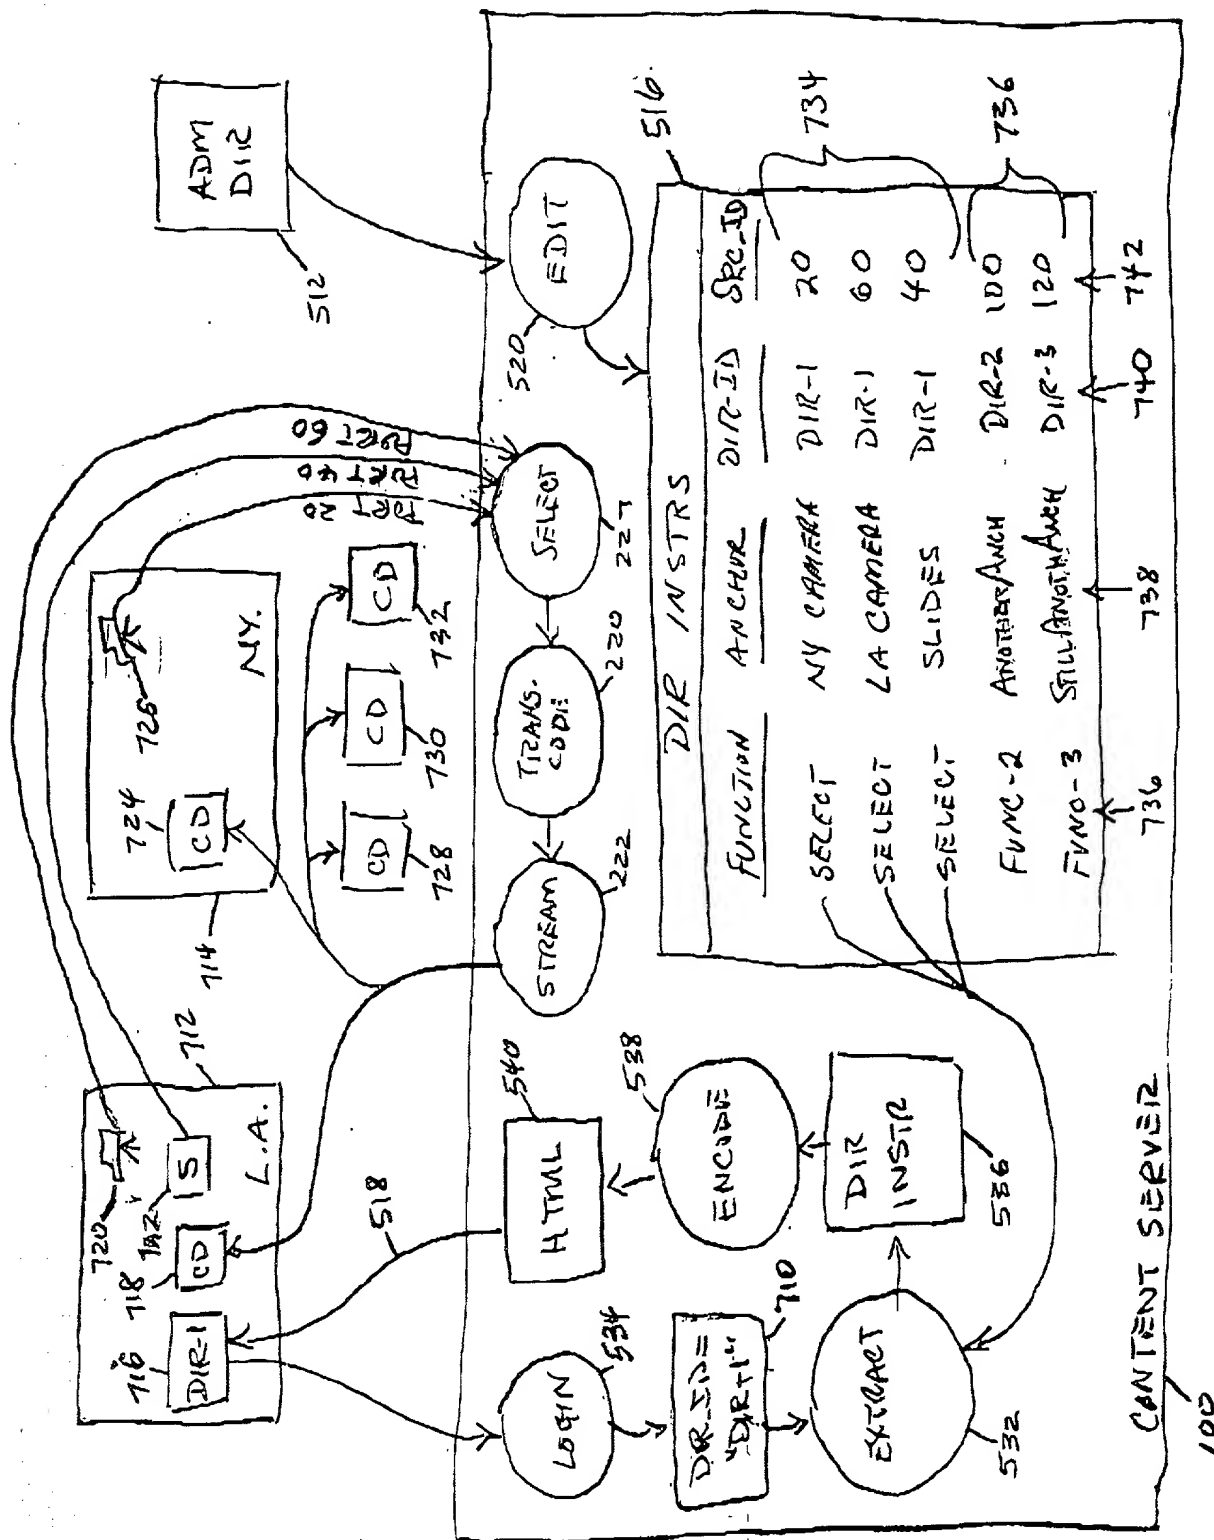 716
DIR-1
718
CD
720
S
L.A.
712
714
724
CD
726
N.Y.
ADM
DIR
512
518
CD
728
CD
730
CD
732
PORT 20
PORT 40
PORT 60
LOGIN
534
HTML
540
STREAM
222
TRANS-
CODE
220
SELECT
227
EDIT
520
DIR_ID=
"DIR-1"
710
ENCODE
538
EXTRACT
532
DIR
INSTR
536
DIR INSTRS
516
FUNCTION ANCHOR DIR-ID SRC_ID
SELECT NY CAMERA DIR-1 20
SELECT LA CAMERA DIR-1 60
SELECT SLIDES DIR-1 40
FUNC-2 ANOTHERANCH DIR-2 100
FUNC-3 STILLANOTHANCH DIR-3 120
734
736
736
738
740
742
CONTENT SERVER
100